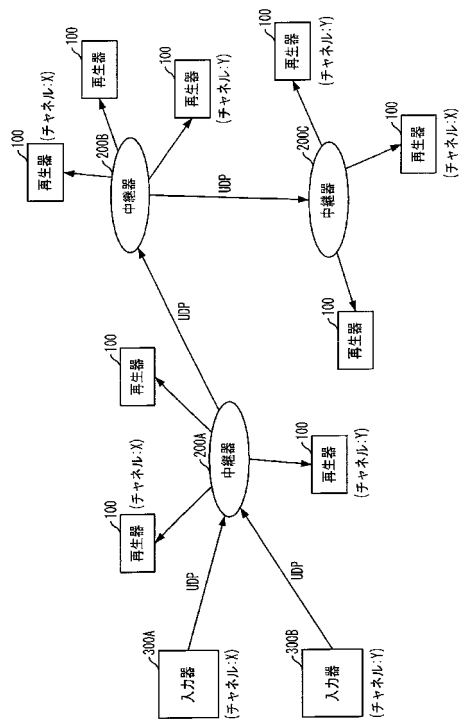 300A
入力器
(チャネル:X)
300B
入力器
(チャネル:Y)
UDP
UDP
100
再生器
(チャネル:X)
100
再生器
200A
中継器
100
再生器
(チャネル:Y)
UDP
100
再生器
(チャネル:X)
100
再生器
200B
中継器
100
再生器
(チャネル:Y)
UDP
100
再生器
200C
中継器
100
再生器
(チャネル:Y)
100
再生器
(チャネル:X)